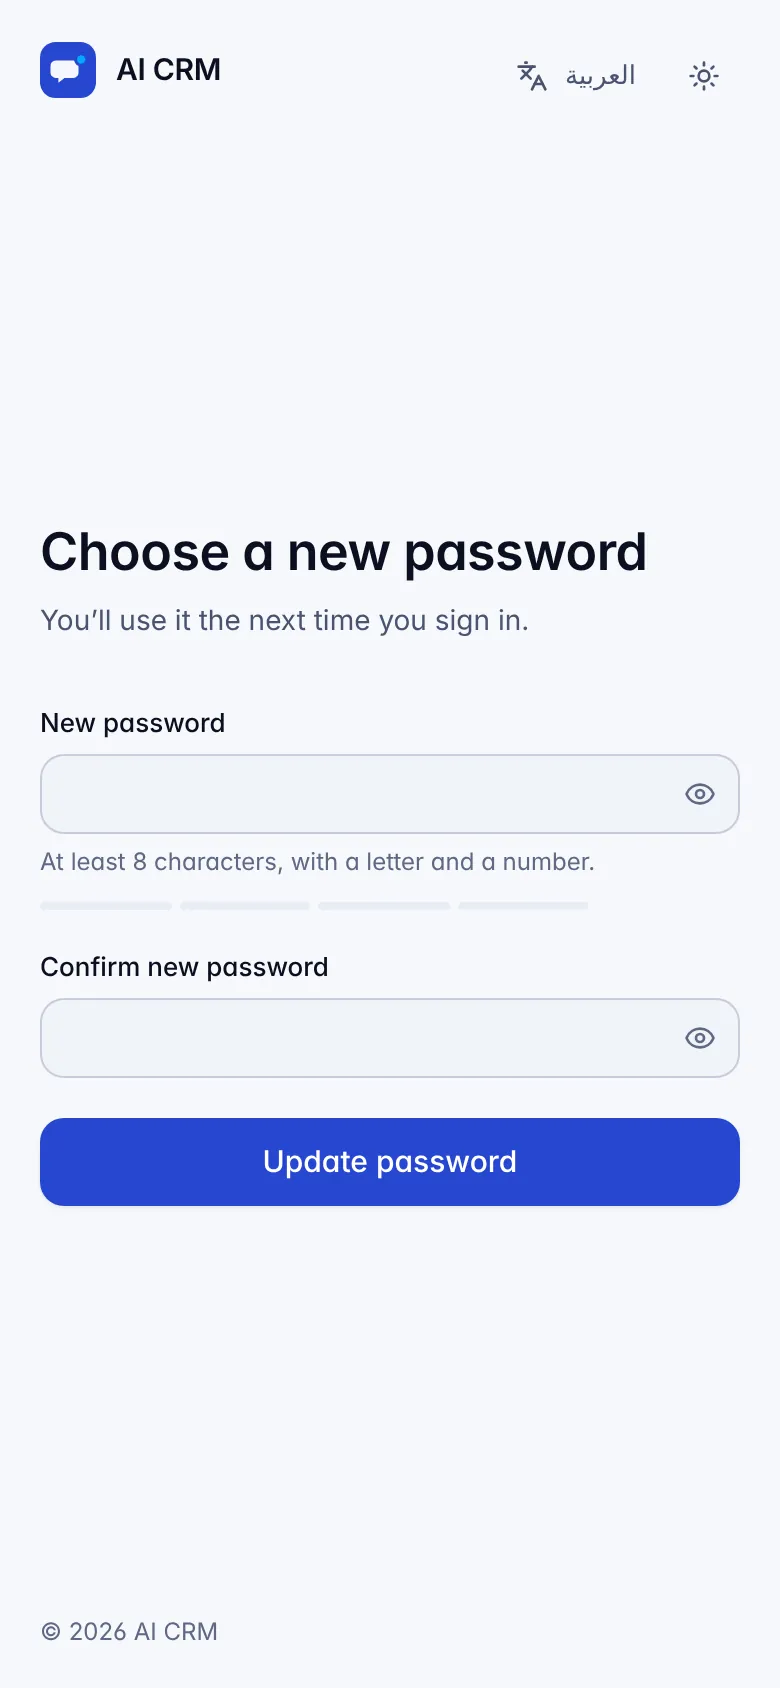 AI CRM
العربية
Choose a new password
You’ll use it the next time you sign in.
New password
At least 8 characters, with a letter and a number.
Confirm new password
Update password
© 2026 AI CRM